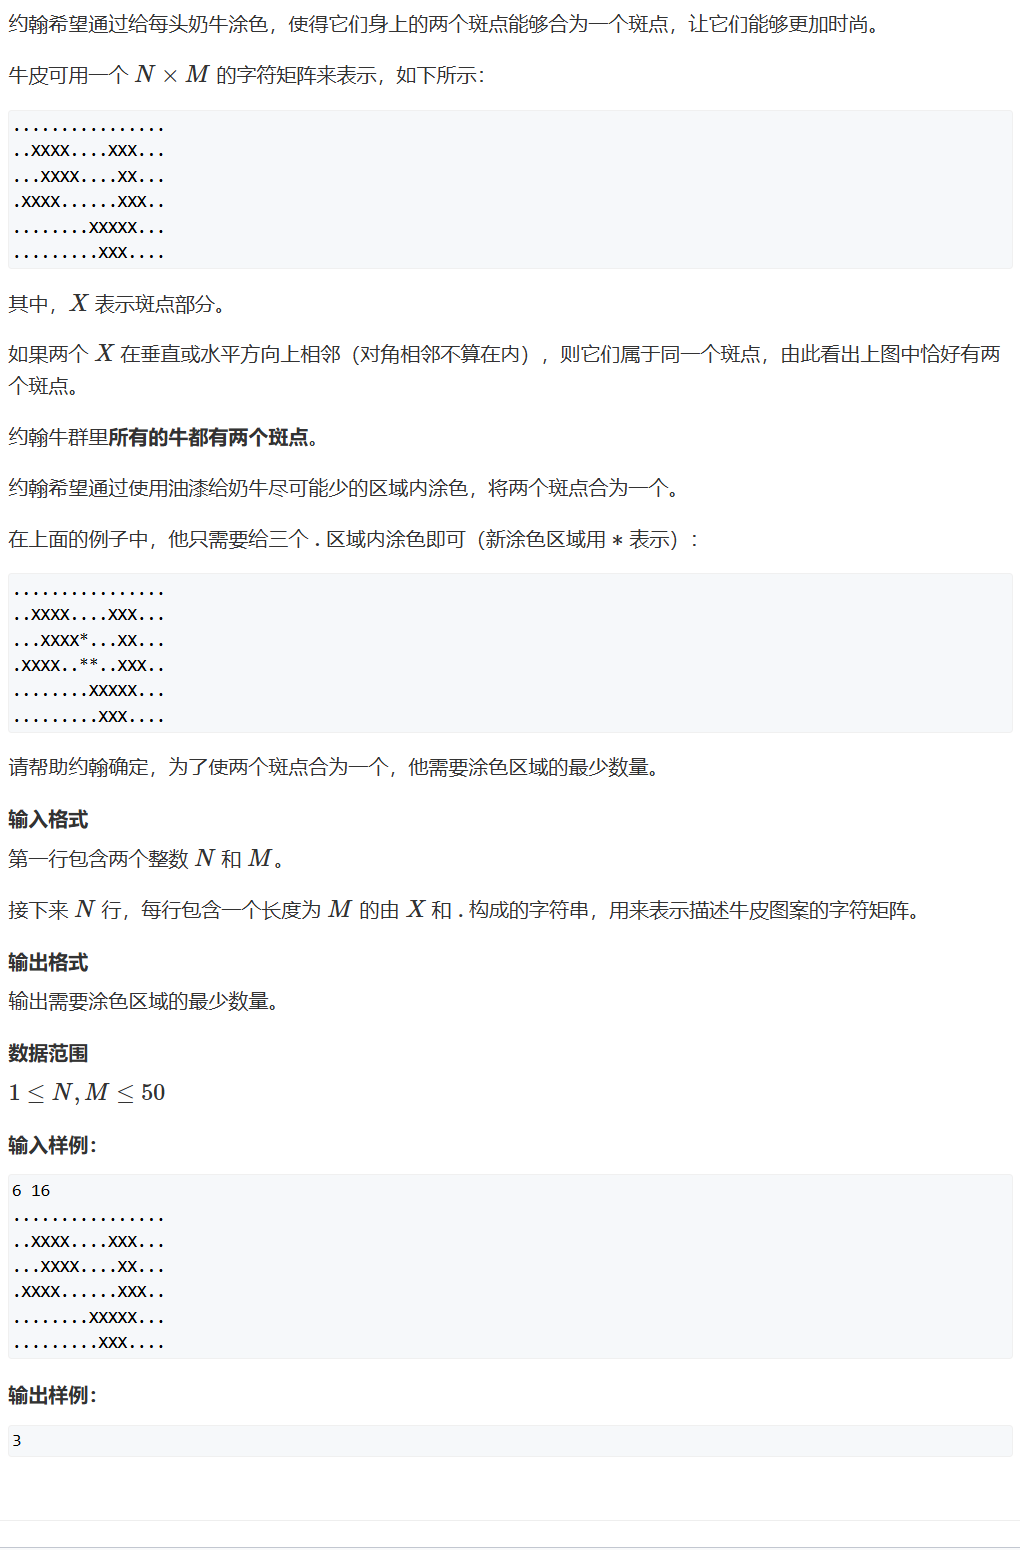 约翰希望通过给每头奶牛涂色，使得它们身上的两个斑点能够合为一个斑点，让它们能够更加时尚。
牛皮可用一个 N × M 的字符矩阵来表示，如下所示：
................
..XXXX....XXX...
...XXXX....XX...
.XXXX......XXX..
........XXXXX...
.........XXX....
其中，X 表示斑点部分。
如果两个 X 在垂直或水平方向上相邻（对角相邻不算在内），则它们属于同一个斑点，由此看出上图中恰好有两
个斑点。
约翰牛群里所有的牛都有两个斑点。
约翰希望通过使用油漆给奶牛尽可能少的区域内涂色，将两个斑点合为一个。
在上面的例子中，他只需要给三个 . 区域内涂色即可（新涂色区域用 ∗ 表示）：
................
..XXXX....XXX...
...XXXX*...XX...
.XXXX..**..XXX..
........XXXXX...
.........XXX....
请帮助约翰确定，为了使两个斑点合为一个，他需要涂色区域的最少数量。
输入格式
第一行包含两个整数 N 和 M。
接下来 N 行，每行包含一个长度为 M 的由 X 和 . 构成的字符串，用来表示描述牛皮图案的字符矩阵。
输出格式
输出需要涂色区域的最少数量。
数据范围
1 ≤ N, M ≤ 50
输入样例：
6 16
................
..XXXX....XXX...
...XXXX....XX...
.XXXX......XXX..
........XXXXX...
.........XXX....
输出样例：
3